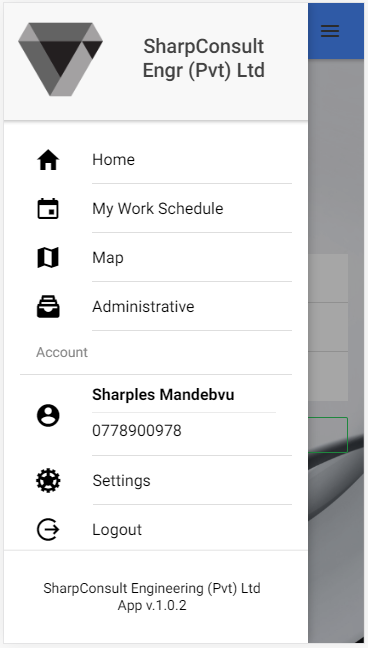 SharpConsult
Engr (Pvt) Ltd
Home
My Work Schedule
Map
Administrative
Account
Sharples Mandebvu
0778900978
Settings
Logout
SharpConsult Engineering (Pvt) Ltd
App v.1.0.2